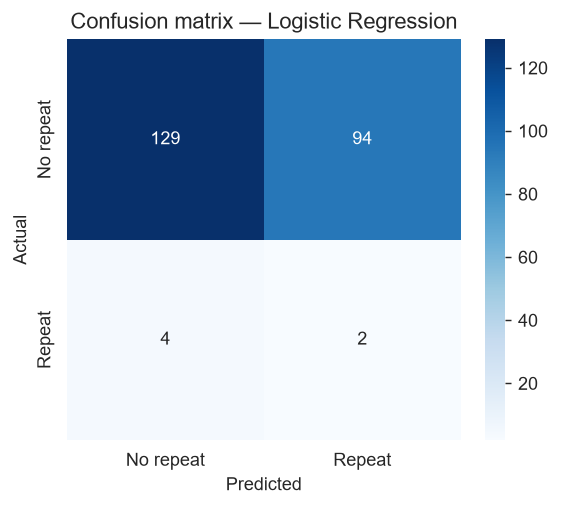 Confusion matrix — Logistic Regression
No repeat
129
94
120
100
80
60
40
20
Actual
Repeat
4
2
No repeat
Repeat
Predicted